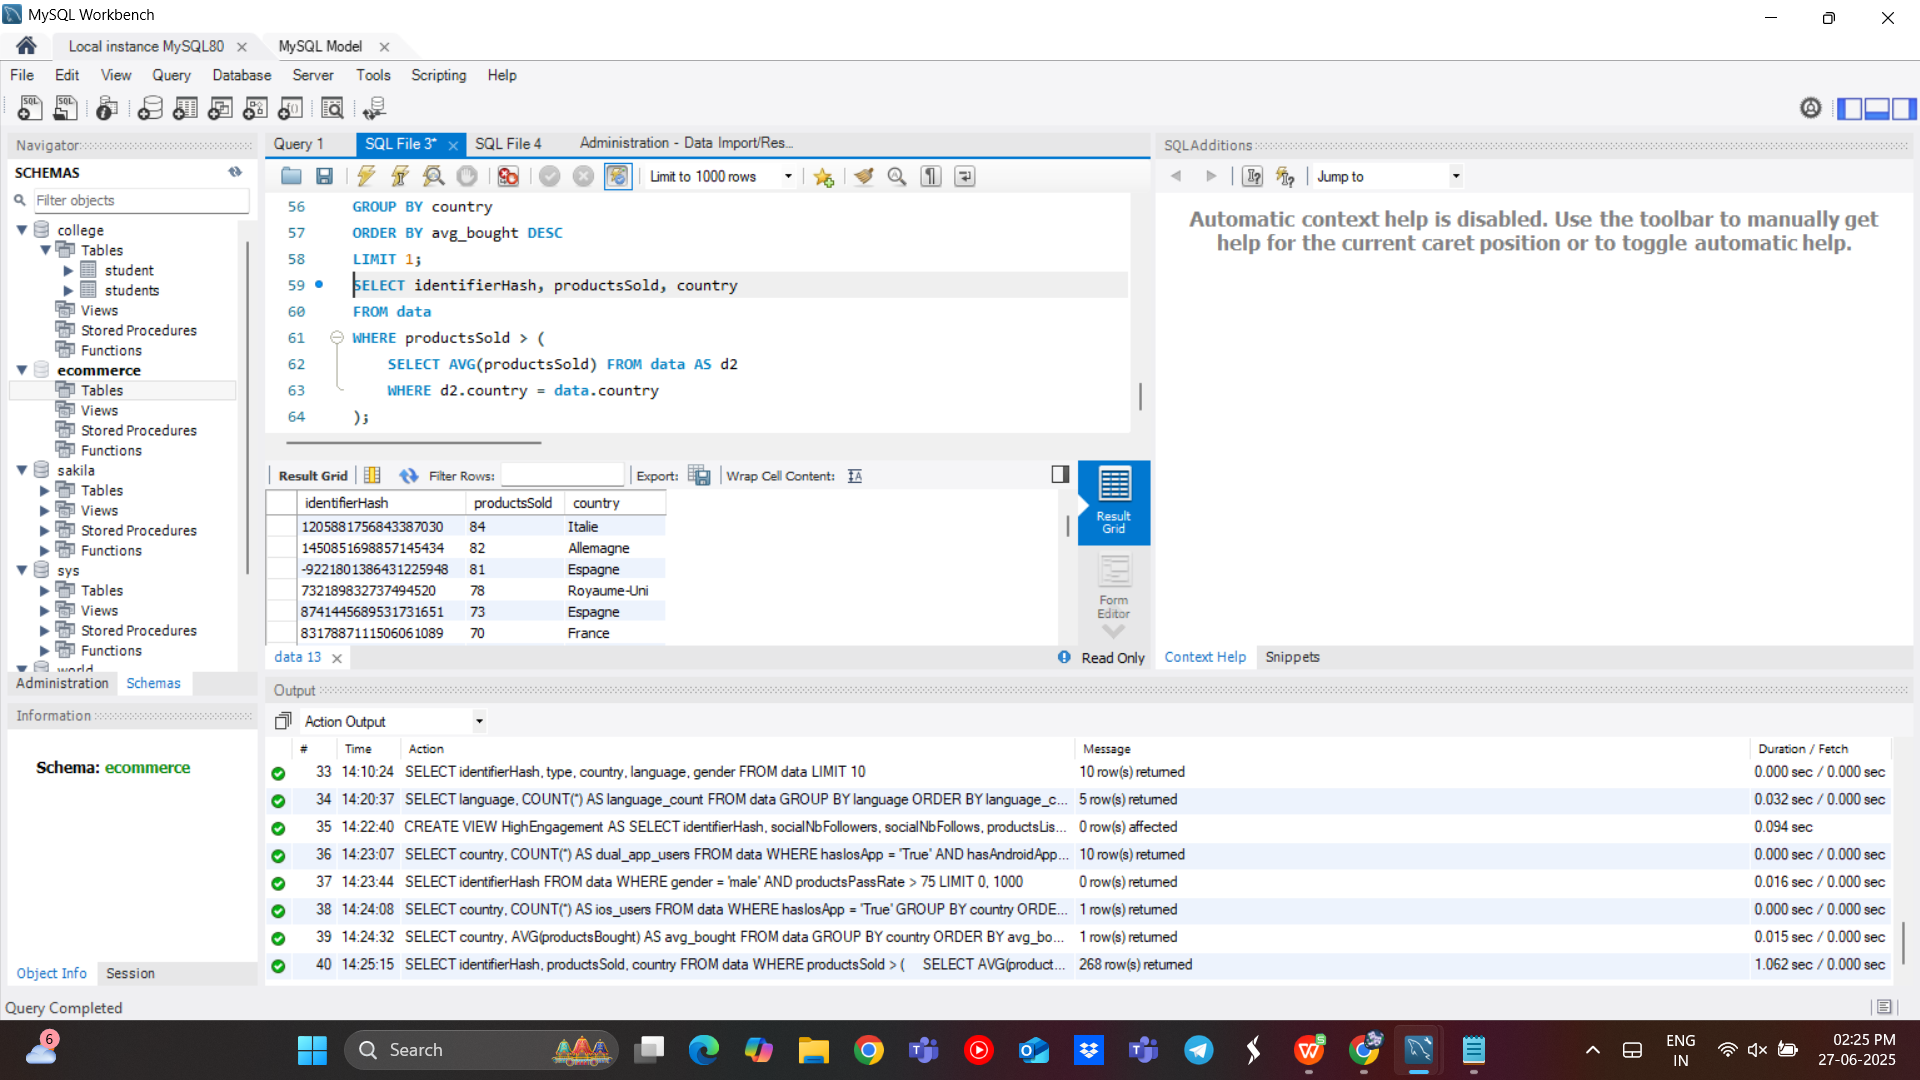 MySQL Workbench
Local instance MySQL80
MySQL Model
File Edit View Query Database Server Tools Scripting Help
Navigator
SCHEMAS
Filter objects
college
Tables
student
students
Views
Stored Procedures
Functions
ecommerce
Tables
Views
Stored Procedures
Functions
sakila
Tables
Views
Stored Procedures
Functions
sys
Tables
Views
Stored Procedures
Functions
world
Administration Schemas
Information
Schema: ecommerce
Object Info Session
Query 1 SQL File 3* SQL File 4 Administration - Data Import/Res...
Limit to 1000 rows
56 GROUP BY country
57 ORDER BY avg_bought DESC
58 LIMIT 1;
59 SELECT identifierHash, productsSold, country
60 FROM data
61 WHERE productsSold > (
62 SELECT AVG(productsSold) FROM data AS d2
63 WHERE d2.country = data.country
64 );
Result Grid Filter Rows: Export: Wrap Cell Content:
identifierHash productsSold country
1205881756843387030 84 Italie
1450851698857145434 82 Allemagne
-9221801386431225948 81 Espagne
732189832737494520 78 Royaume-Uni
8741445689531731651 73 Espagne
8317887111506061089 70 France
Result Grid
Form Editor
data 13
Read Only
SQLAdditions
Jump to
Automatic context help is disabled. Use the toolbar to manually get
help for the current caret position or to toggle automatic help.
Context Help Snippets
Output
Action Output
# Time Action Message Duration / Fetch
33 14:10:24 SELECT identifierHash, type, country, language, gender FROM data LIMIT 10 10 row(s) returned 0.000 sec / 0.000 sec
34 14:20:37 SELECT language, COUNT(*) AS language_count FROM data GROUP BY language ORDER BY language_c... 5 row(s) returned 0.032 sec / 0.000 sec
35 14:22:40 CREATE VIEW HighEngagement AS SELECT identifierHash, socialNbFollowers, socialNbFollows, productsLis... 0 row(s) affected 0.094 sec
36 14:23:07 SELECT country, COUNT(*) AS dual_app_users FROM data WHERE hasIosApp = 'True' AND hasAndroidApp... 10 row(s) returned 0.000 sec / 0.000 sec
37 14:23:44 SELECT identifierHash FROM data WHERE gender = 'male' AND productsPassRate > 75 LIMIT 0, 1000 0 row(s) returned 0.016 sec / 0.000 sec
38 14:24:08 SELECT country, COUNT(*) AS ios_users FROM data WHERE hasIosApp = 'True' GROUP BY country ORDE... 1 row(s) returned 0.000 sec / 0.000 sec
39 14:24:32 SELECT country, AVG(productsBought) AS avg_bought FROM data GROUP BY country ORDER BY avg_bo... 1 row(s) returned 0.015 sec / 0.000 sec
40 14:25:15 SELECT identifierHash, productsSold, country FROM data WHERE productsSold > ( SELECT AVG(product... 268 row(s) returned 1.062 sec / 0.000 sec
Query Completed
6
Search
ENG
IN
02:25 PM
27-06-2025